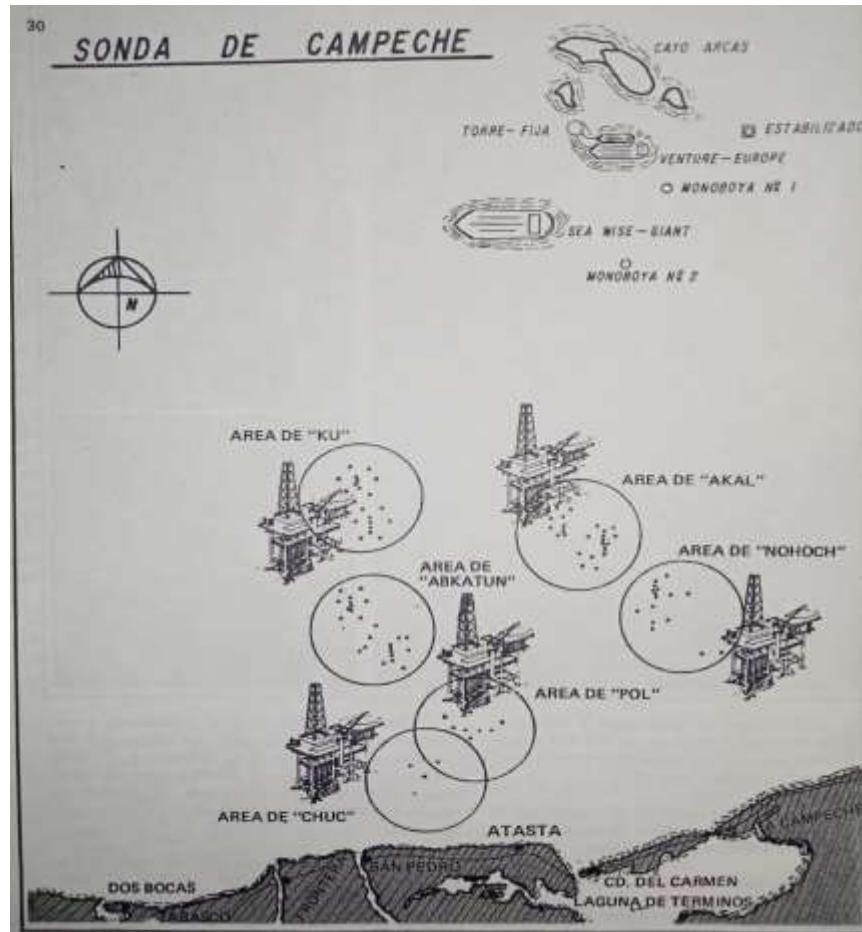 30
SONDA DE CAMPECHE
CAYO ARCAS
TORRE-FIJA
ESTABILIZADO
VENTURE-EUROPE
MONOBOYA Nº 1
SEA WISE-GIANT
MONOBOYA Nº 2
N
AREA DE "KU"
AREA DE "AKAL"
AREA DE "NOHOCH"
AREA DE
"ABKATUN"
AREA DE "POL"
AREA DE "CHUC"
ATASTA
CAMPECHE
SAN PEDRO
CD. DEL CARMEN
DOS BOCAS
LAGUNA DE TERMINOS
TABASCO